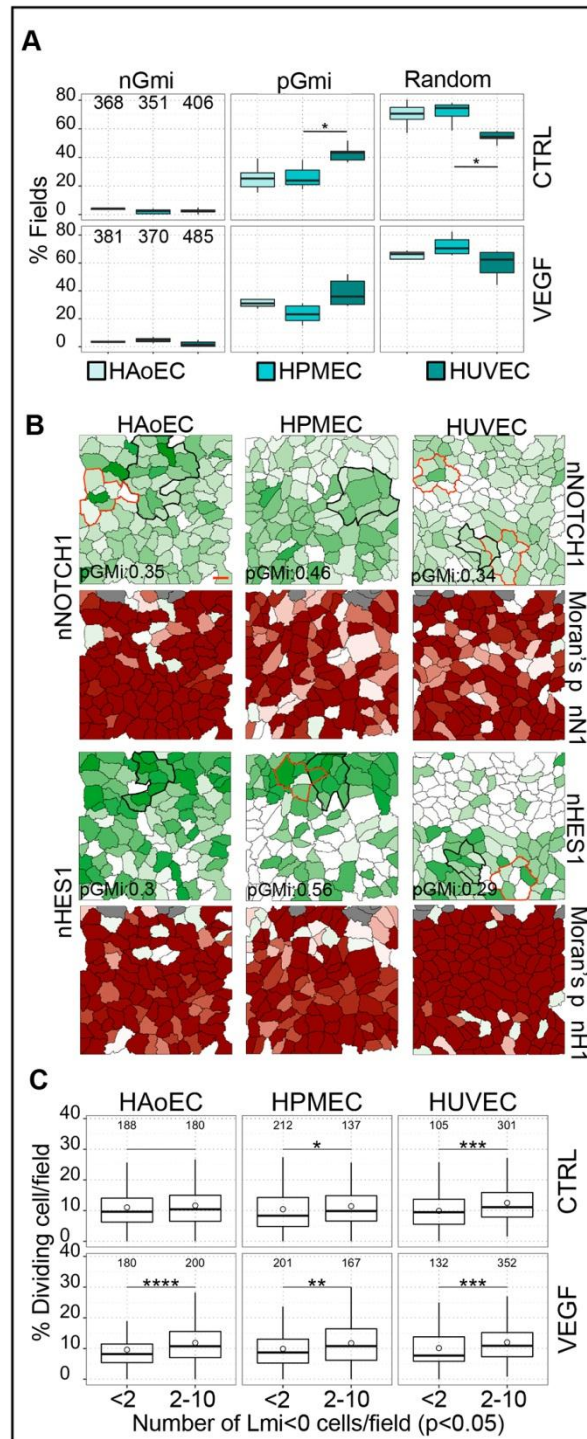 A
nGmi pGmi Random
80 368 351 406
60
40 *
20 *
0
CTRL
80 381 370 485
60
40
20
0
VEGF
% Fields
HAoEC HPMEC HUVEC
B
HAoEC HPMEC HUVEC
nNOTCH1
pGMi:0.35 pGMi:0.46 pGMi:0.34
nNOTCH1
Moran's p nN1
nHES1
pGMi:0.3 pGMi:0.56 pGMi:0.29
nHES1
Moran's p nH1
C
HAoEC HPMEC HUVEC
40 188 180 212 137 105 301
30 * ***
20
10
0
CTRL
40 180 200 201 167 132 352
30 **** ** ***
20
10
0
VEGF
% Dividing cell/field
<2 2-10 <2 2-10 <2 2-10
Number of Lmi<0 cells/field (p<0.05)